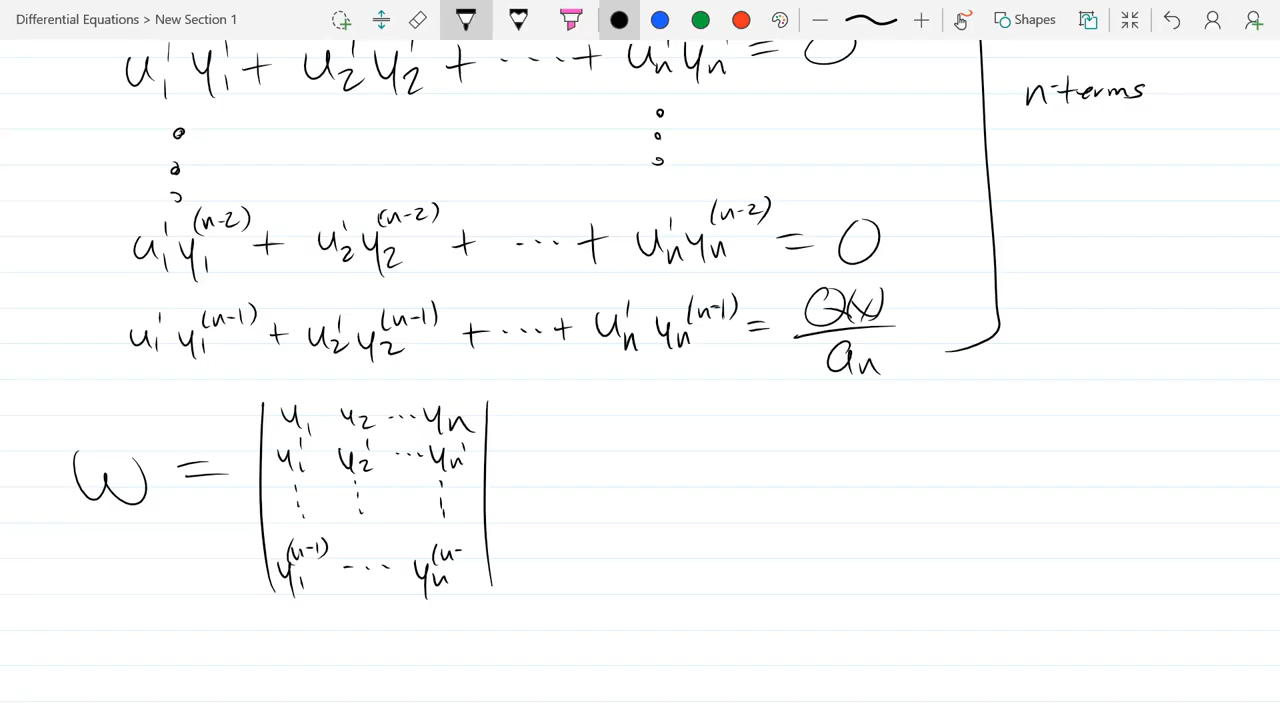 Differential Equations > New Section 1 Shapes
u₁' y₁' + u₂' y₂' + ··· + uₙ' yₙ' = 0
n-terms
u₁' y₁⁽ⁿ⁻²⁾ + u₂' y₂⁽ⁿ⁻²⁾ + ··· + uₙ' yₙ⁽ⁿ⁻²⁾ = 0
u₁' y₁⁽ⁿ⁻¹⁾ + u₂' y₂⁽ⁿ⁻¹⁾ + ··· + uₙ' yₙ⁽ⁿ⁻¹⁾ = Q(x)/aₙ
y₁ y₂ ··· yₙ
y₁' y₂' ··· yₙ'
W =
⋮ ⋮ ⋮
y₁⁽ⁿ⁻¹⁾ ··· yₙ⁽ⁿ⁻